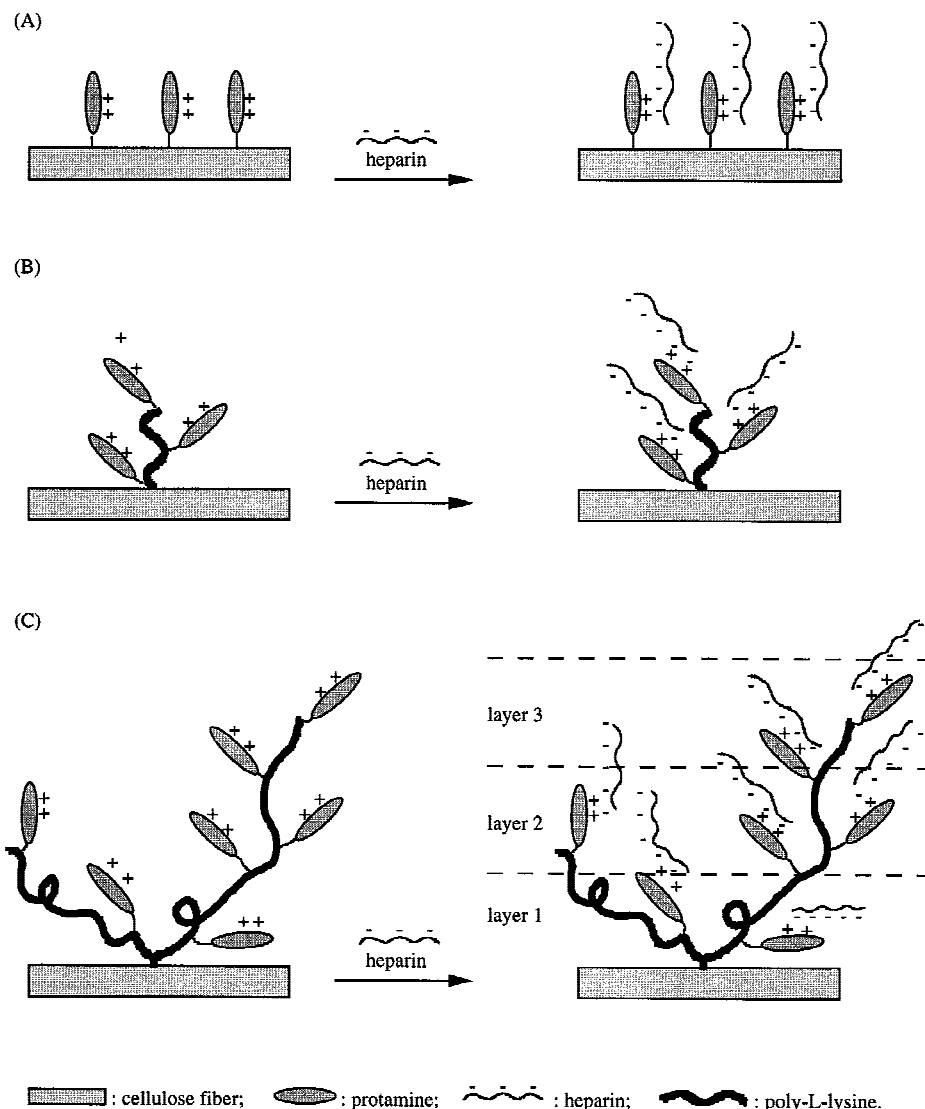 (A)
heparin
(B)
heparin
(C)
layer 3
layer 2
layer 1
heparin
: cellulose fiber; : protamine; : heparin; : poly-L-lysine.